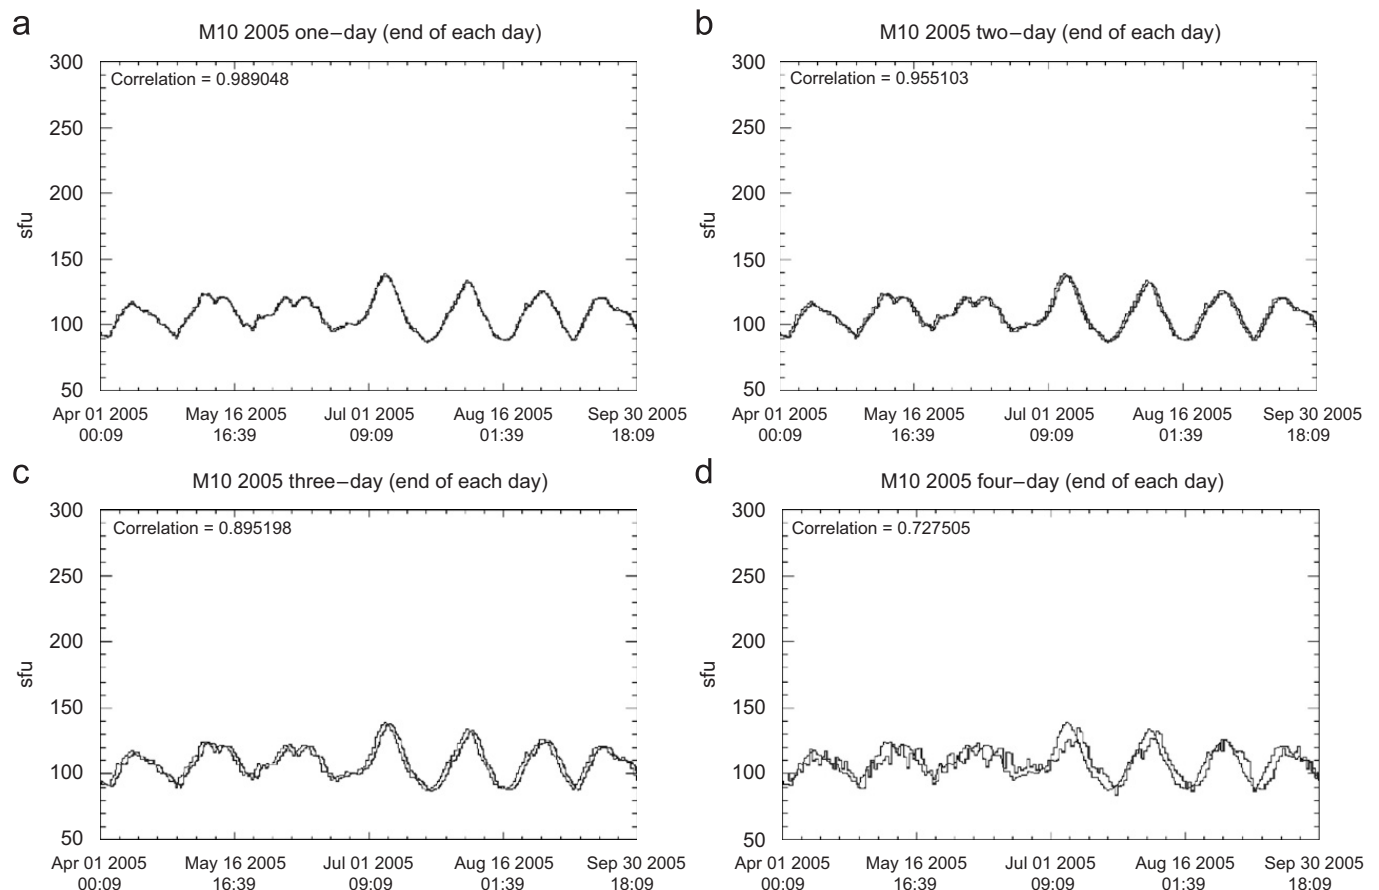 a
M10 2005 one−day (end of each day)
Correlation = 0.989048
300
250
200
150
100
50
sfu
Apr 01 2005 May 16 2005 Jul 01 2005 Aug 16 2005 Sep 30 2005
00:09 16:39 09:09 01:39 18:09
b
M10 2005 two−day (end of each day)
Correlation = 0.955103
300
250
200
150
100
50
sfu
Apr 01 2005 May 16 2005 Jul 01 2005 Aug 16 2005 Sep 30 2005
00:09 16:39 09:09 01:39 18:09
c
M10 2005 three−day (end of each day)
Correlation = 0.895198
300
250
200
150
100
50
sfu
Apr 01 2005 May 16 2005 Jul 01 2005 Aug 16 2005 Sep 30 2005
00:09 16:39 09:09 01:39 18:09
d
M10 2005 four−day (end of each day)
Correlation = 0.727505
300
250
200
150
100
50
sfu
Apr 01 2005 May 16 2005 Jul 01 2005 Aug 16 2005 Sep 30 2005
00:09 16:39 09:09 01:39 18:09